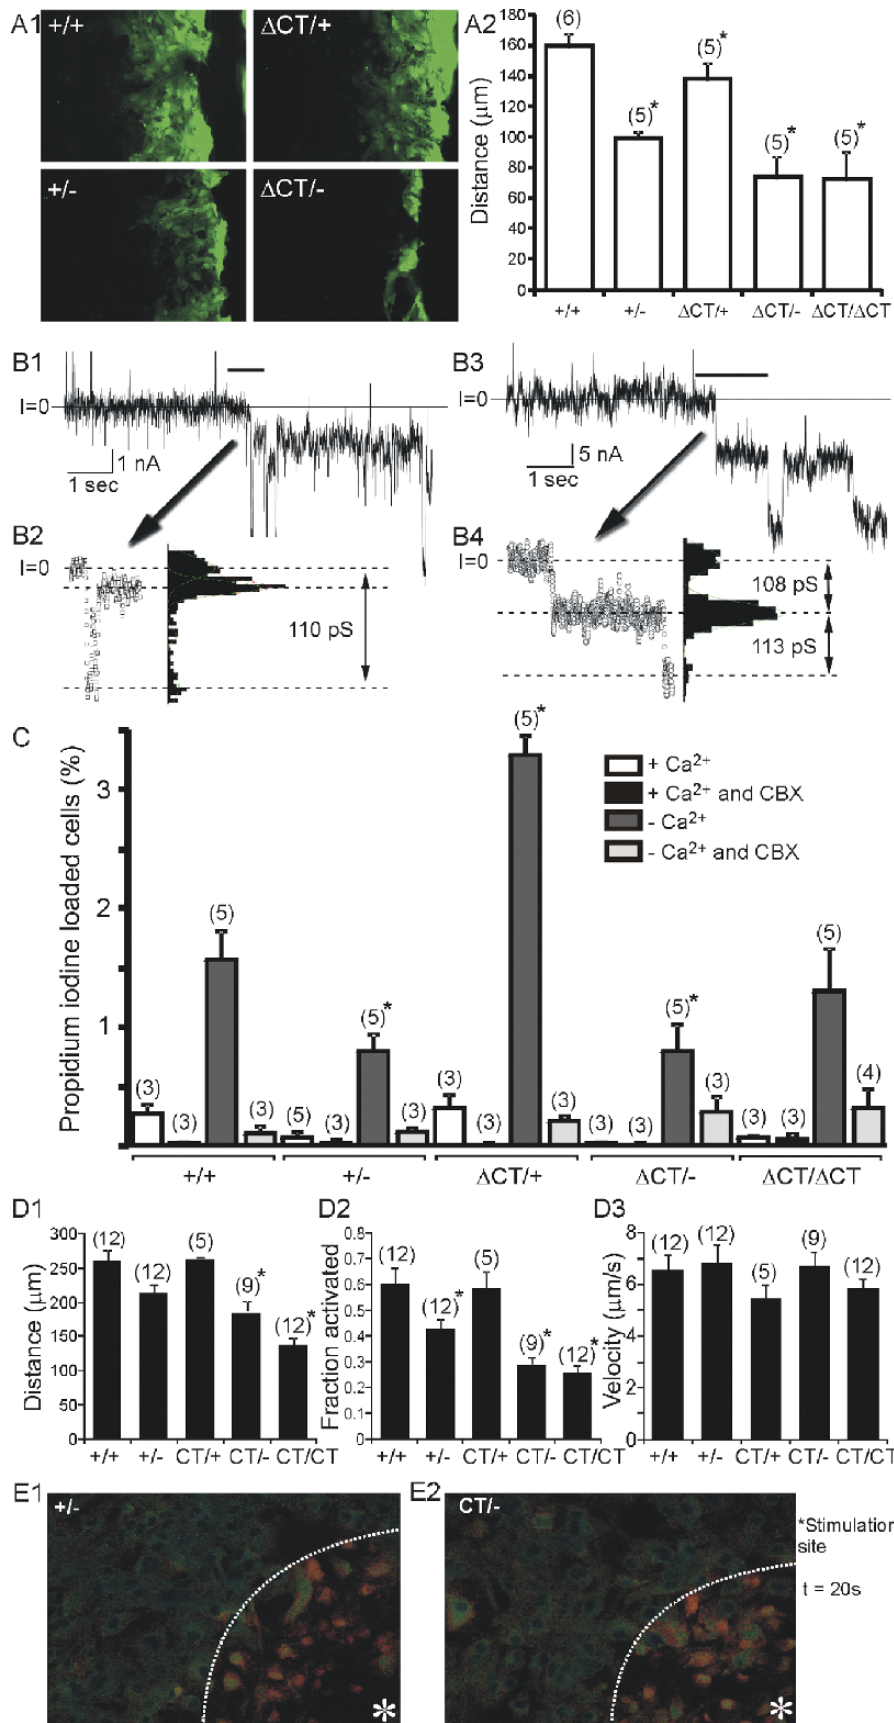 A1
+/+
ΔCT/+
+/-
ΔCT/-
A2
Distance (μm)
180
160
140
120
100
80
60
40
20
0
(6)
(5)*
(5)*
(5)*
(5)*
+/+ +/- ΔCT/+ ΔCT/- ΔCT/ΔCT
B1
I=0
1 nA
1 sec
B3
I=0
5 nA
1 sec
B2
I=0
110 pS
B4
I=0
108 pS
113 pS
C
Propidium iodine loaded cells (%)
3
2
1
+ Ca2+
+ Ca2+ and CBX
- Ca2+
- Ca2+ and CBX
(3) (3) (5) (3)
(5) (3) (5)* (3)
(3) (3) (5)* (3)
(3) (3) (5)* (3)
(3) (3) (5) (4)
+/+ +/- ΔCT/+ ΔCT/- ΔCT/ΔCT
D1
Distance (μm)
300
250
200
150
100
50
0
(12) (12) (5) (9)* (12)*
+/+ +/- CT/+ CT/- CT/CT
D2
Fraction activated
0.8
0.7
0.6
0.5
0.4
0.3
0.2
0.1
0
(12) (12)* (5) (9)* (12)*
+/+ +/- CT/+ CT/- CT/CT
D3
Velocity (μm/s)
8
6
4
2
0
(12) (12) (5) (9) (12)
+/+ +/- CT/+ CT/- CT/CT
E1
+/-
*
E2
CT/-
*
*Stimulation
site
t = 20s